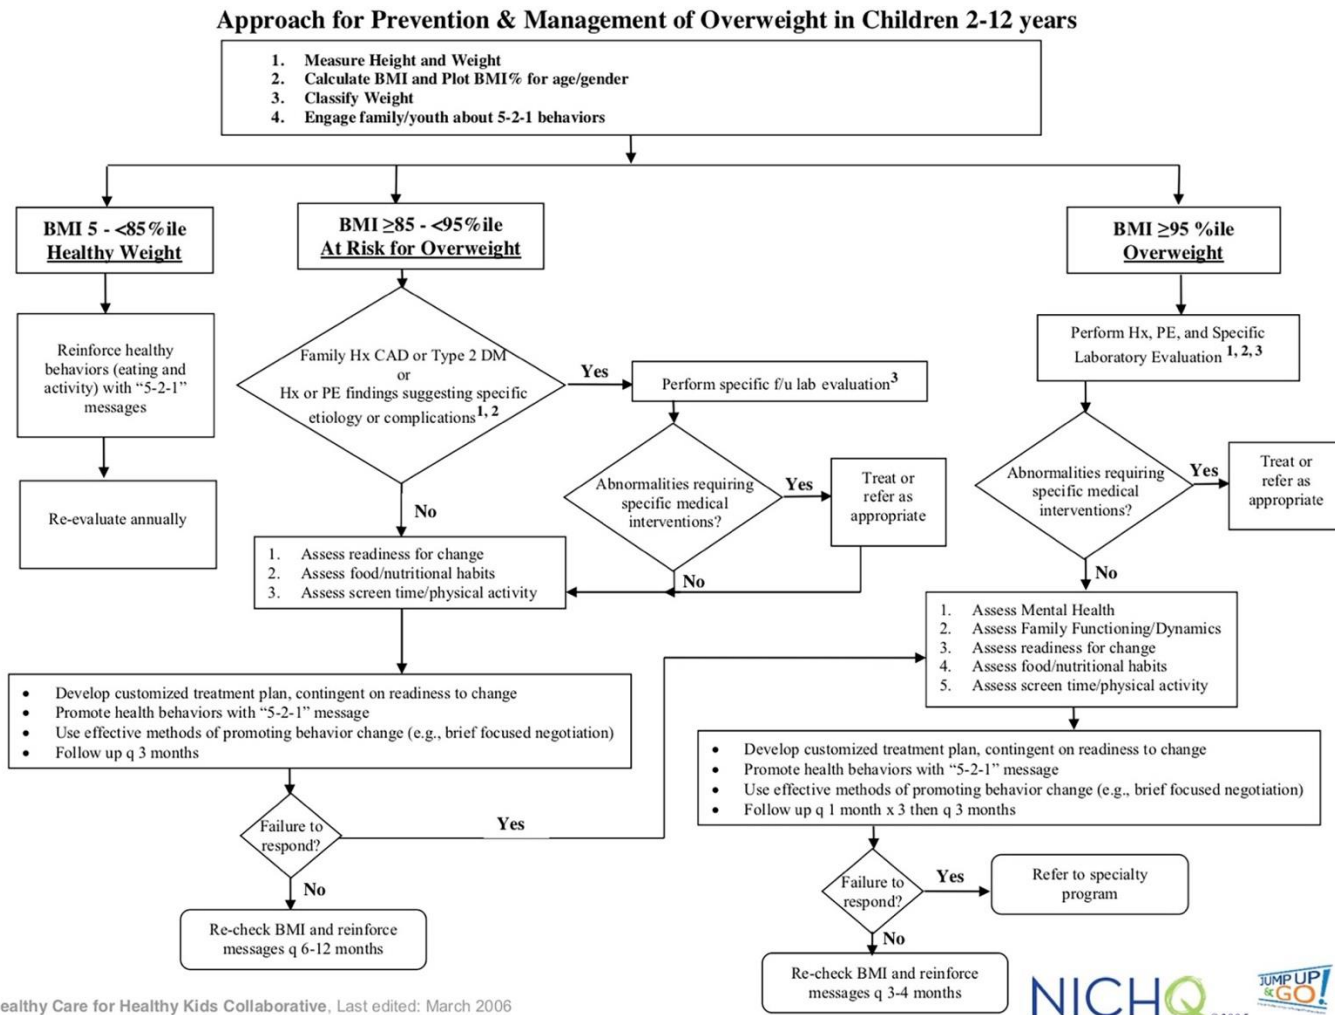 Approach for Prevention & Management of Overweight in Children 2-12 years
1. Measure Height and Weight
2. Calculate BMI and Plot BMI% for age/gender
3. Classify Weight
4. Engage family/youth about 5-2-1 behaviors
BMI 5 - <85%ile
Healthy Weight
Reinforce healthy
behaviors (eating and
activity) with “5-2-1”
messages
Re-evaluate annually
BMI ≥85 - <95%ile
At Risk for Overweight
Family Hx CAD or Type 2 DM
or
Hx or PE findings suggesting specific
etiology or complications1, 2
Yes
Perform specific f/u lab evaluation3
Abnormalities requiring
specific medical
interventions?
Yes
Treat or
refer as
appropriate
No
No
1. Assess readiness for change
2. Assess food/nutritional habits
3. Assess screen time/physical activity
• Develop customized treatment plan, contingent on readiness to change
• Promote health behaviors with “5-2-1” message
• Use effective methods of promoting behavior change (e.g., brief focused negotiation)
• Follow up q 3 months
Failure to
respond?
Yes
No
Re-check BMI and reinforce
messages q 6-12 months
BMI ≥95 %ile
Overweight
Perform Hx, PE, and Specific
Laboratory Evaluation 1, 2, 3
Abnormalities requiring
specific medical
interventions?
Yes
Treat or
refer as
appropriate
No
1. Assess Mental Health
2. Assess Family Functioning/Dynamics
3. Assess readiness for change
4. Assess food/nutritional habits
5. Assess screen time/physical activity
• Develop customized treatment plan, contingent on readiness to change
• Promote health behaviors with “5-2-1” message
• Use effective methods of promoting behavior change (e.g., brief focused negotiation)
• Follow up q 1 month x 3 then q 3 months
Failure to
respond?
Yes
Refer to specialty
program
No
Re-check BMI and reinforce
messages q 3-4 months
ealthy Care for Healthy Kids Collaborative, Last edited: March 2006
NICHQ
JUMP UP
& GO!